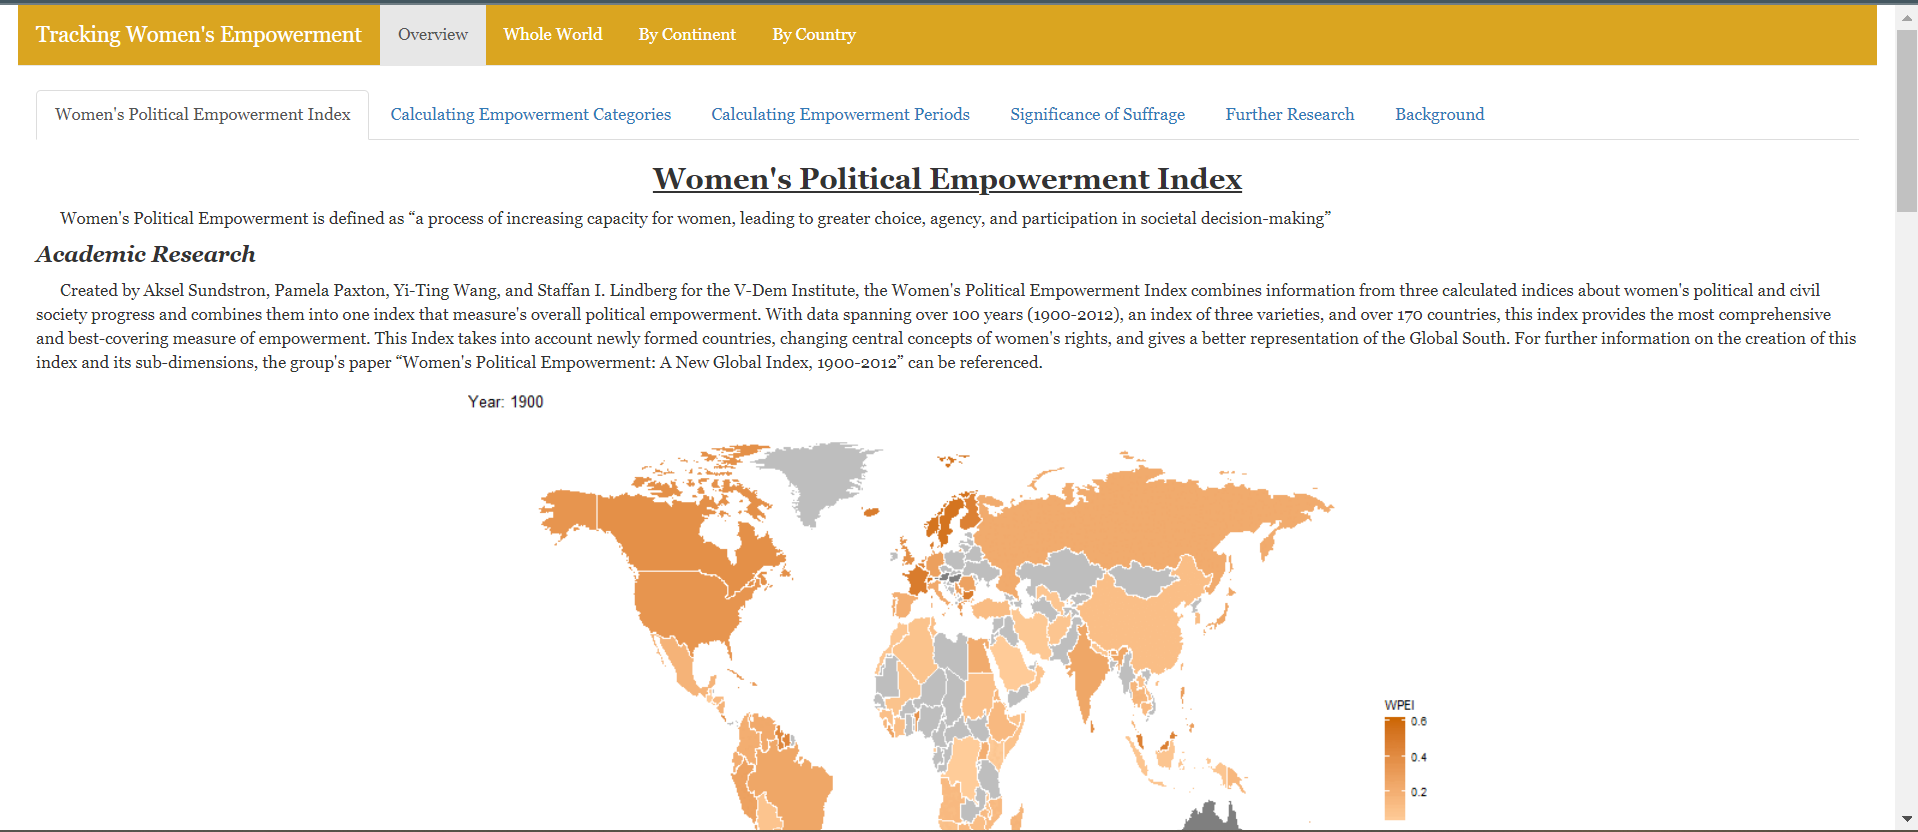 Tracking Women's Empowerment Overview Whole World By Continent By Country
Women's Political Empowerment Index Calculating Empowerment Categories Calculating Empowerment Periods Significance of Suffrage Further Research Background
Women's Political Empowerment Index
Women's Political Empowerment is defined as “a process of increasing capacity for women, leading to greater choice, agency, and participation in societal decision-making”
Academic Research
Created by Aksel Sundstron, Pamela Paxton, Yi-Ting Wang, and Staffan I. Lindberg for the V-Dem Institute, the Women's Political Empowerment Index combines information from three calculated indices about women's political and civil
society progress and combines them into one index that measure's overall political empowerment. With data spanning over 100 years (1900-2012), an index of three varieties, and over 170 countries, this index provides the most comprehensive
and best-covering measure of empowerment. This Index takes into account newly formed countries, changing central concepts of women's rights, and gives a better representation of the Global South. For further information on the creation of this
index and its sub-dimensions, the group's paper “Women's Political Empowerment: A New Global Index, 1900-2012” can be referenced.
Year: 1900
WPEI
0.6
0.4
0.2